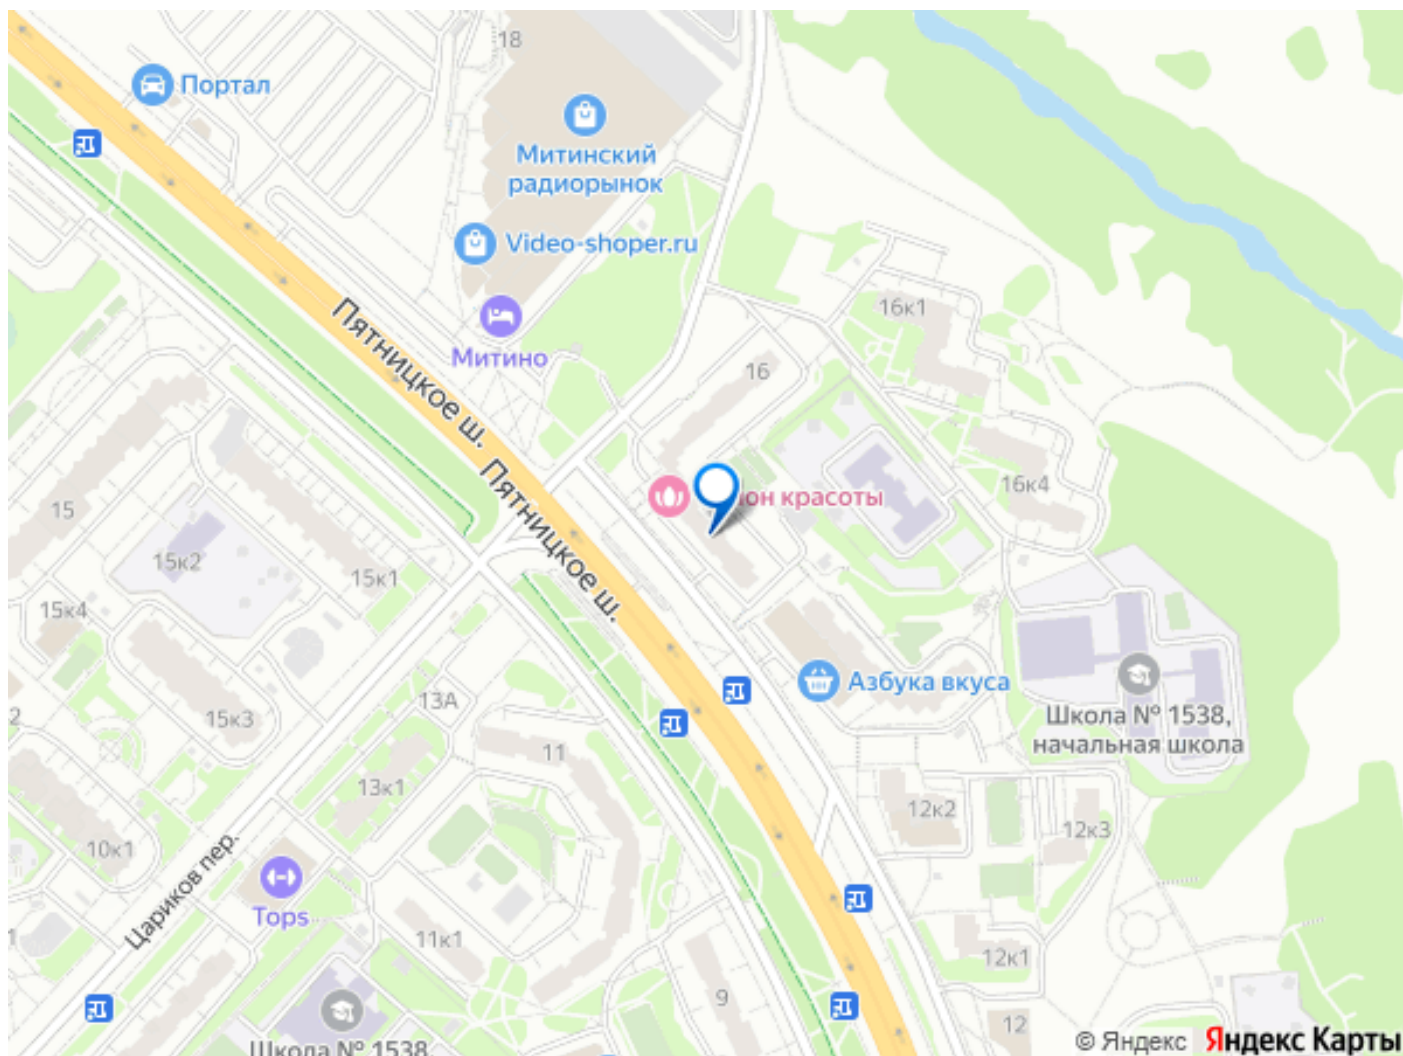 18
Портал
Митинский
радиорынок
Video-shoper.ru
16к1
Пятницкое ш.
Митино
16
он красоты
16к4
Пятницкое ш.
15
15к2
15к1
15к4
Азбука вкуса
13А
2
15к3
Школа № 1538,
начальная школа
11
13к1
12к2
12к3
10к1
Цариков пер.
Tops
11к1
1
12к1
9
12
Школа № 1538
© Яндекс Яндекс Карты